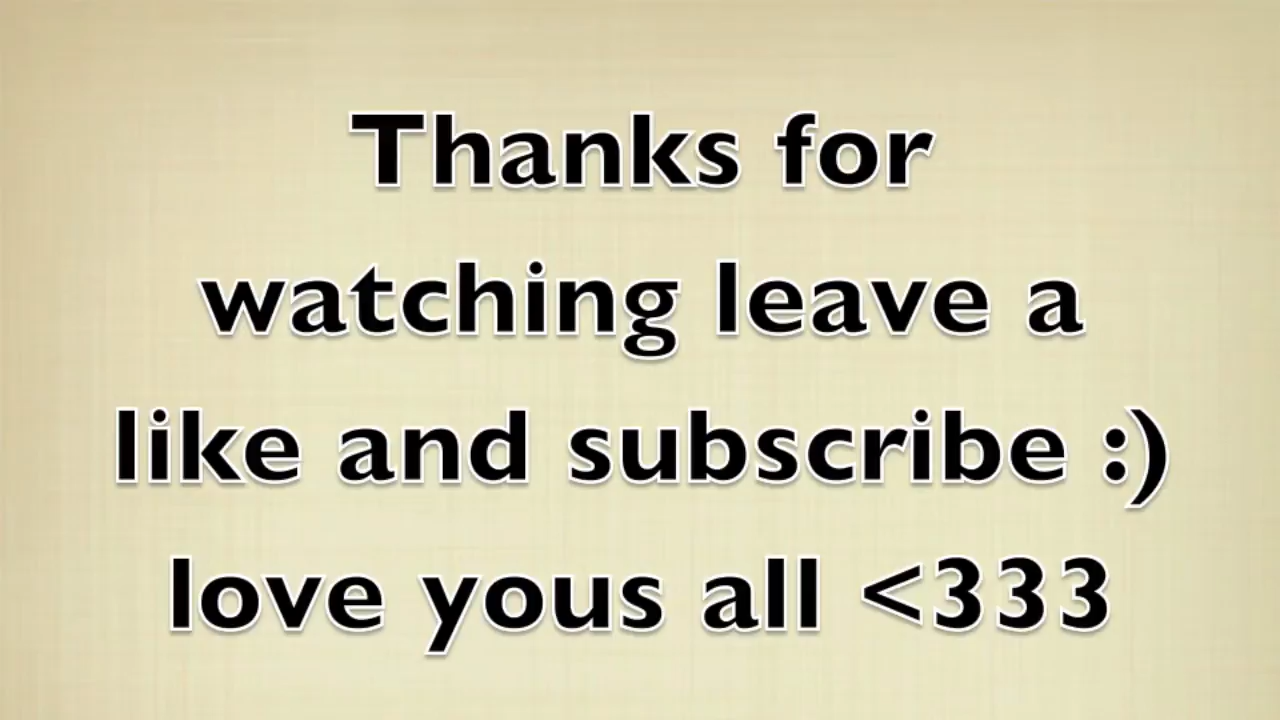 Thanks for
watching leave a
like and subscribe :)
love yous all <333